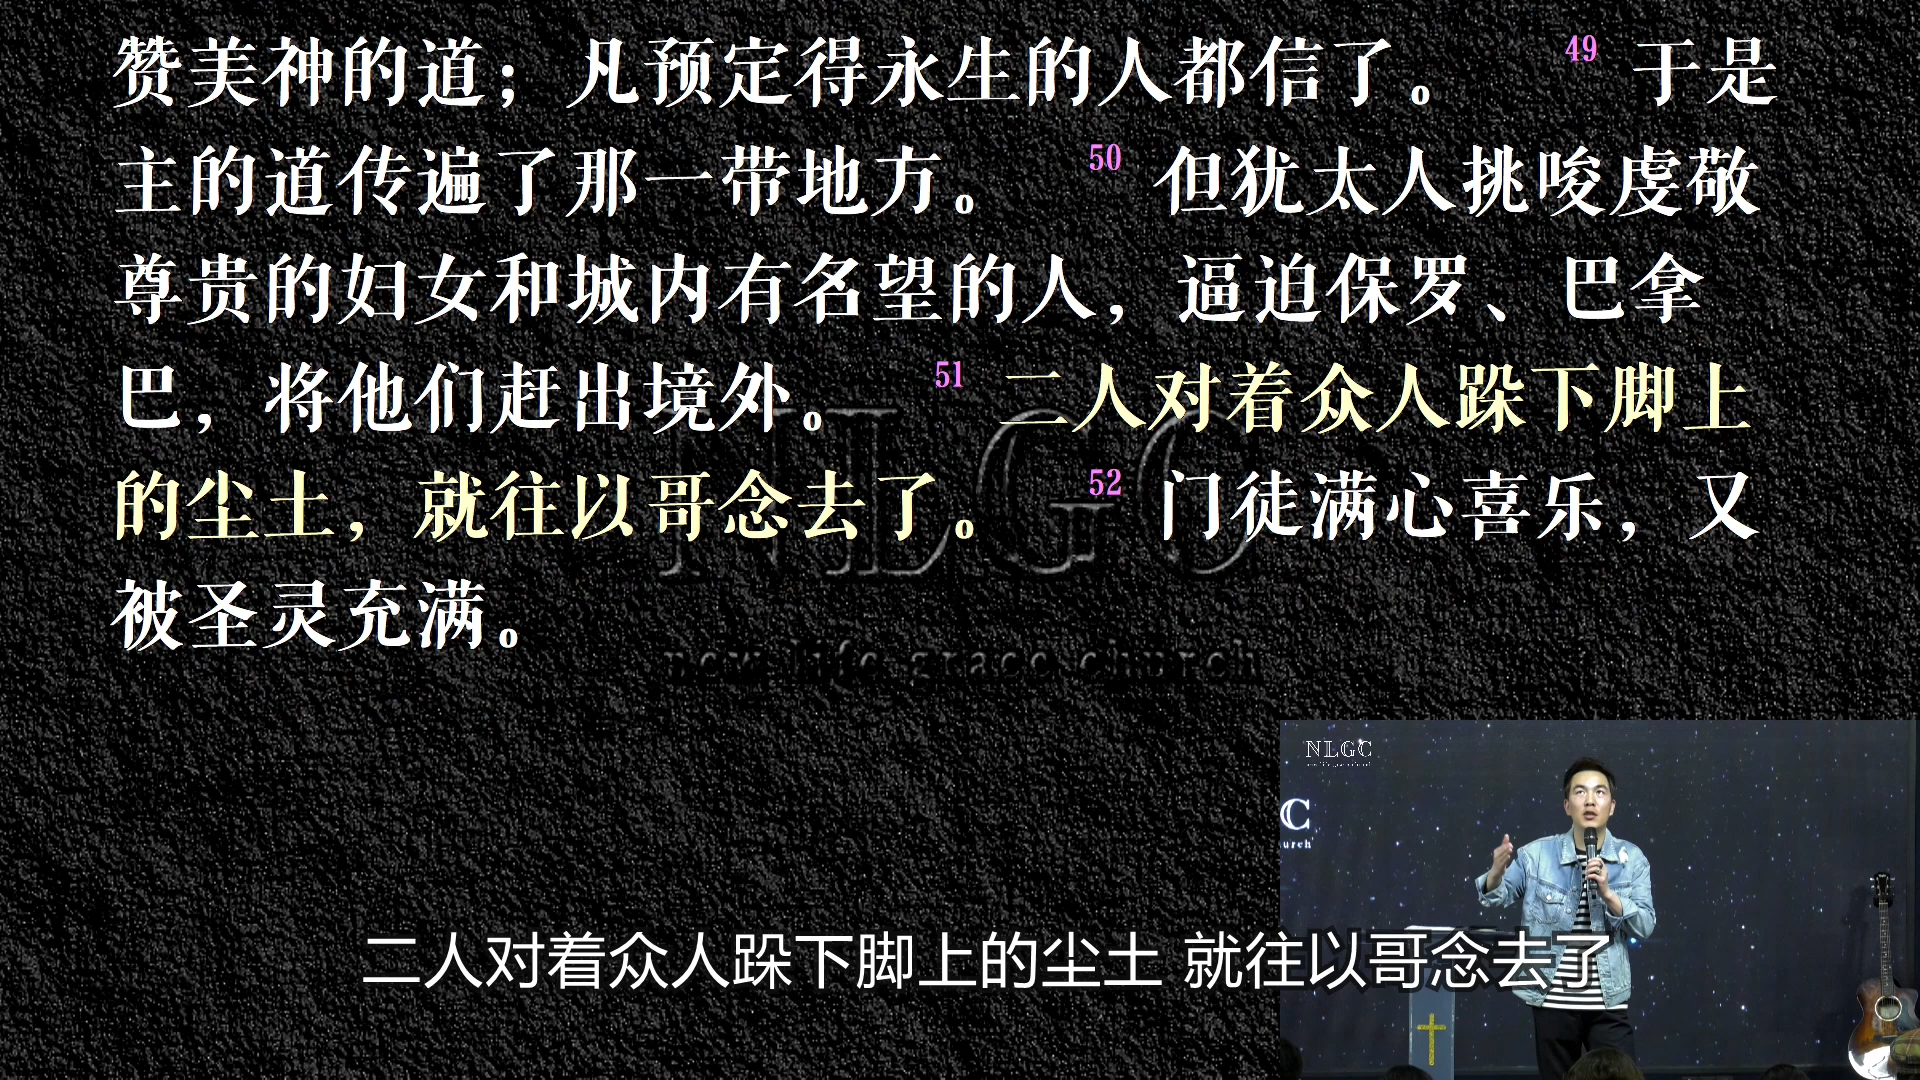 赞美神的道；凡预定得永生的人都信了。 49 于是
主的道传遍了那一带地方。 50 但犹太人挑唆虔敬
尊贵的妇女和城内有名望的人，逼迫保罗、巴拿
巴，将他们赶出境外。 51 二人对着众人跺下脚上
的尘土，就往以哥念去了。 52 门徒满心喜乐，又
被圣灵充满。
NLGC
new life grace church
NLGC
C
urch
二人对着众人跺下脚上的尘土 就往以哥念去了